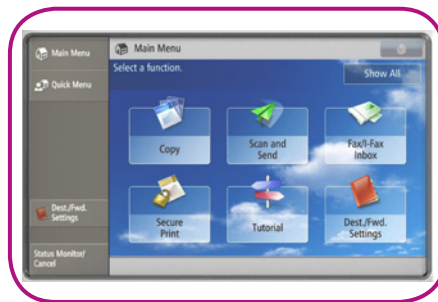 Main Menu
Main Menu
Select a function.
Show All
Quick Menu
Copy
Scan and
Send
Fax/I-Fax
Inbox
Dest./Fwd.
Settings
Secure
Print
Tutorial
Dest./Fwd.
Settings
Status Monitor/
Cancel